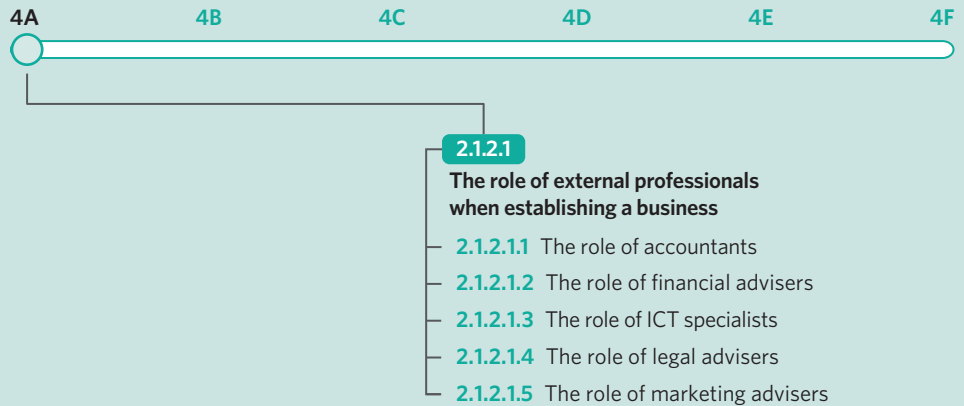 4A 4B 4C 4D 4E 4F
2.1.2.1
The role of external professionals
when establishing a business
2.1.2.1.1 The role of accountants
2.1.2.1.2 The role of financial advisers
2.1.2.1.3 The role of ICT specialists
2.1.2.1.4 The role of legal advisers
2.1.2.1.5 The role of marketing advisers